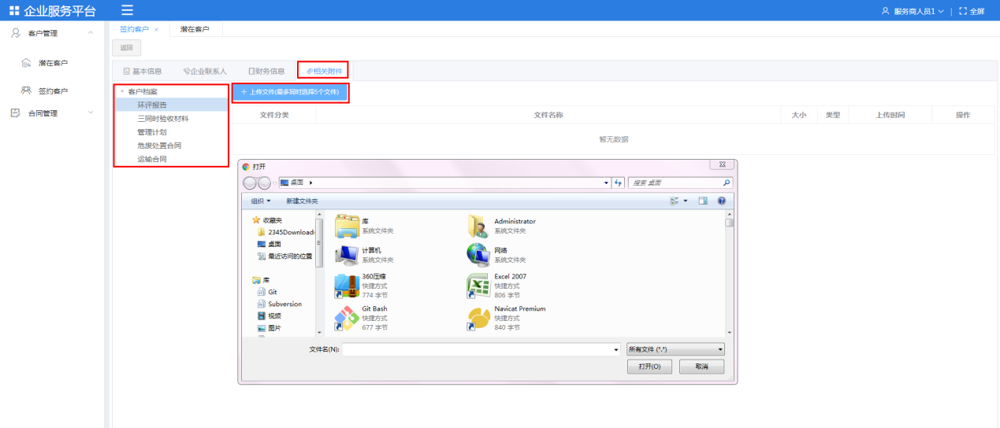 企业服务平台
服务商人员1
全屏
客户管理
潜在客户
签约客户
合同管理
签约客户 ×
潜在客户
返回
基本信息
企业联系人
财务信息
相关附件
客户档案
环评报告
三同时验收材料
管理计划
危废处置合同
运输合同
+ 上传文件(最多同时选择5个文件)
文件分类 文件名称 大小 类型 上传时间 操作
暂无数据
打开
桌面
搜索 桌面
组织 新建文件夹
收藏夹
2345Downloads
桌面
最近访问的位置
库
Git
Subversion
视频
图片
库
系统文件夹
Administrator
系统文件夹
计算机
系统文件夹
网络
系统文件夹
360压缩
快捷方式
774 字节
Excel 2007
快捷方式
806 字节
Git Bash
快捷方式
677 字节
Navicat Premium
快捷方式
840 字节
文件名(N):
所有文件 (*.*)
打开(O)
取消